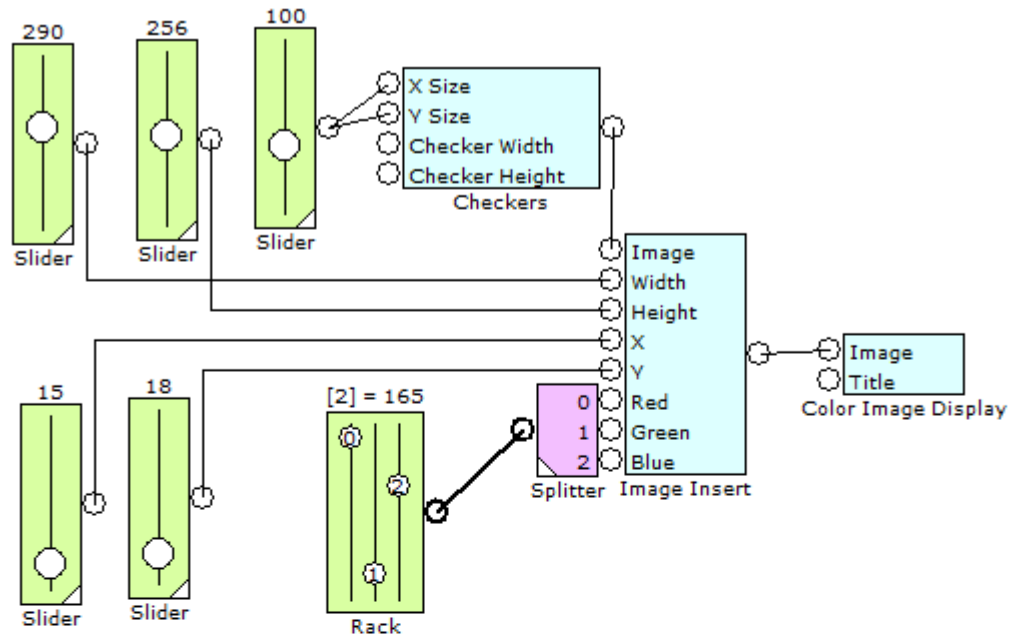 290
256
100
X Size
Y Size
Checker Width
Checker Height
Checkers
Slider
Slider
Slider
Image
Width
Height
X
Y
Red
Green
Blue
Image Insert
Image
Title
Color Image Display
15
18
[2] = 165
0
1
2
Splitter
0
2
1
Slider
Slider
Rack